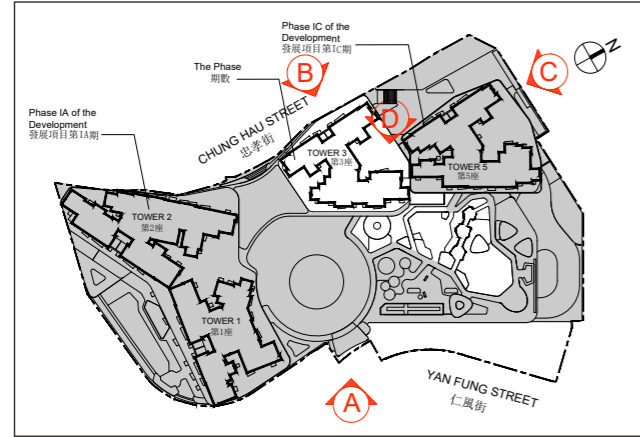 Phase IC of the
Development
發展項目第IC期
The Phase
期數
B
C
N
Phase IA of the
Development
發展項目第IA期
CHUNG HAU STREET
忠孝街
D
TOWER 3
第3座
TOWER 5
第5座
TOWER 2
第2座
TOWER 1
第1座
A
YAN FUNG STREET
仁風街